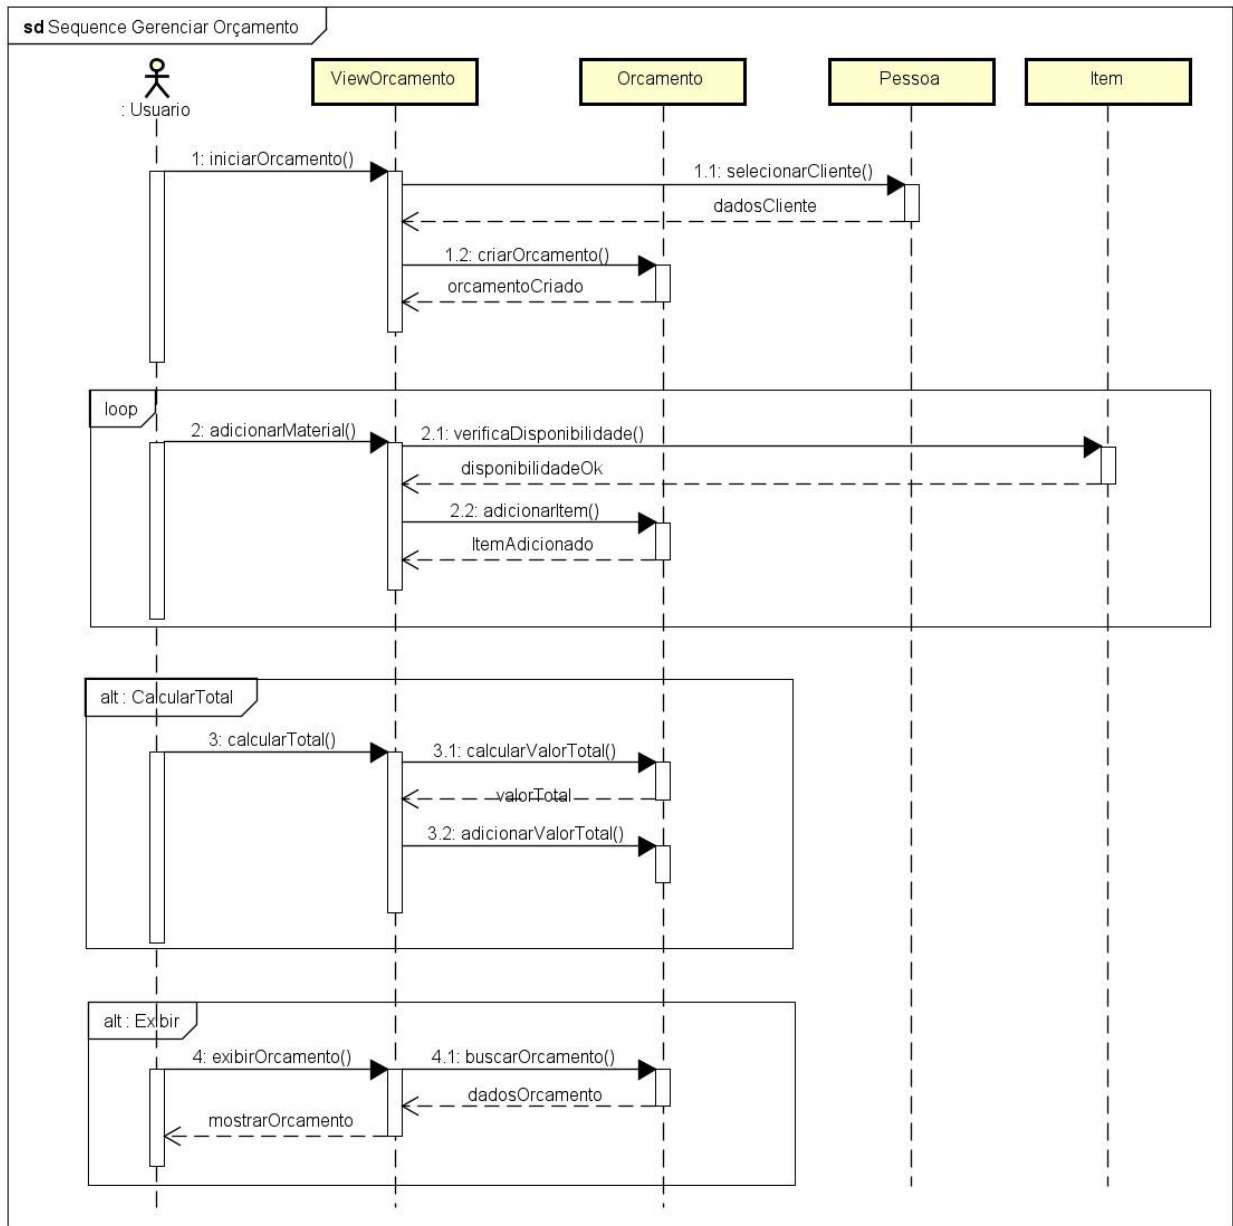 sd Sequence Gerenciar Orçamento
: Usuario
ViewOrcamento
Orcamento
Pessoa
Item
1: iniciarOrcamento()
1.1: selecionarCliente()
dadosCliente
1.2: criarOrcamento()
orcamentoCriado
loop
2: adicionarMaterial()
2.1: verificaDisponibilidade()
disponibilidadeOk
2.2: adicionarItem()
ItemAdicionado
alt : CalcularTotal
3: calcularTotal()
3.1: calcularValorTotal()
valorTotal
3.2: adicionarValorTotal()
alt : Exibir
4: exibirOrcamento()
4.1: buscarOrcamento()
dadosOrcamento
mostrarOrcamento